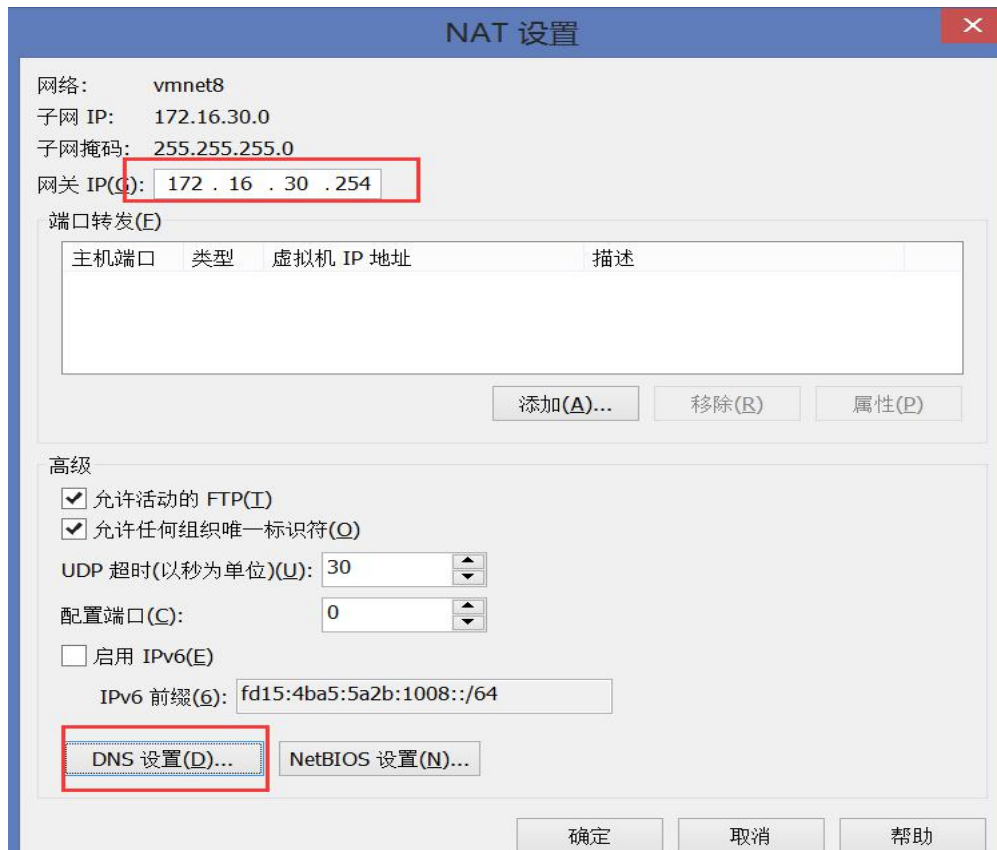 NAT 设置
网络: vmnet8
子网 IP: 172.16.30.0
子网掩码: 255.255.255.0
网关 IP(G): 172 . 16 . 30 . 254
端口转发(F)
主机端口 类型 虚拟机 IP 地址 描述
添加(A)... 移除(R) 属性(P)
高级
允许活动的 FTP(T)
允许任何组织唯一标识符(O)
UDP 超时(以秒为单位)(U): 30
配置端口(C): 0
启用 IPv6(E)
IPv6 前缀(6): fd15:4ba5:5a2b:1008::/64
DNS 设置(D)... NetBIOS 设置(N)...
确定 取消 帮助